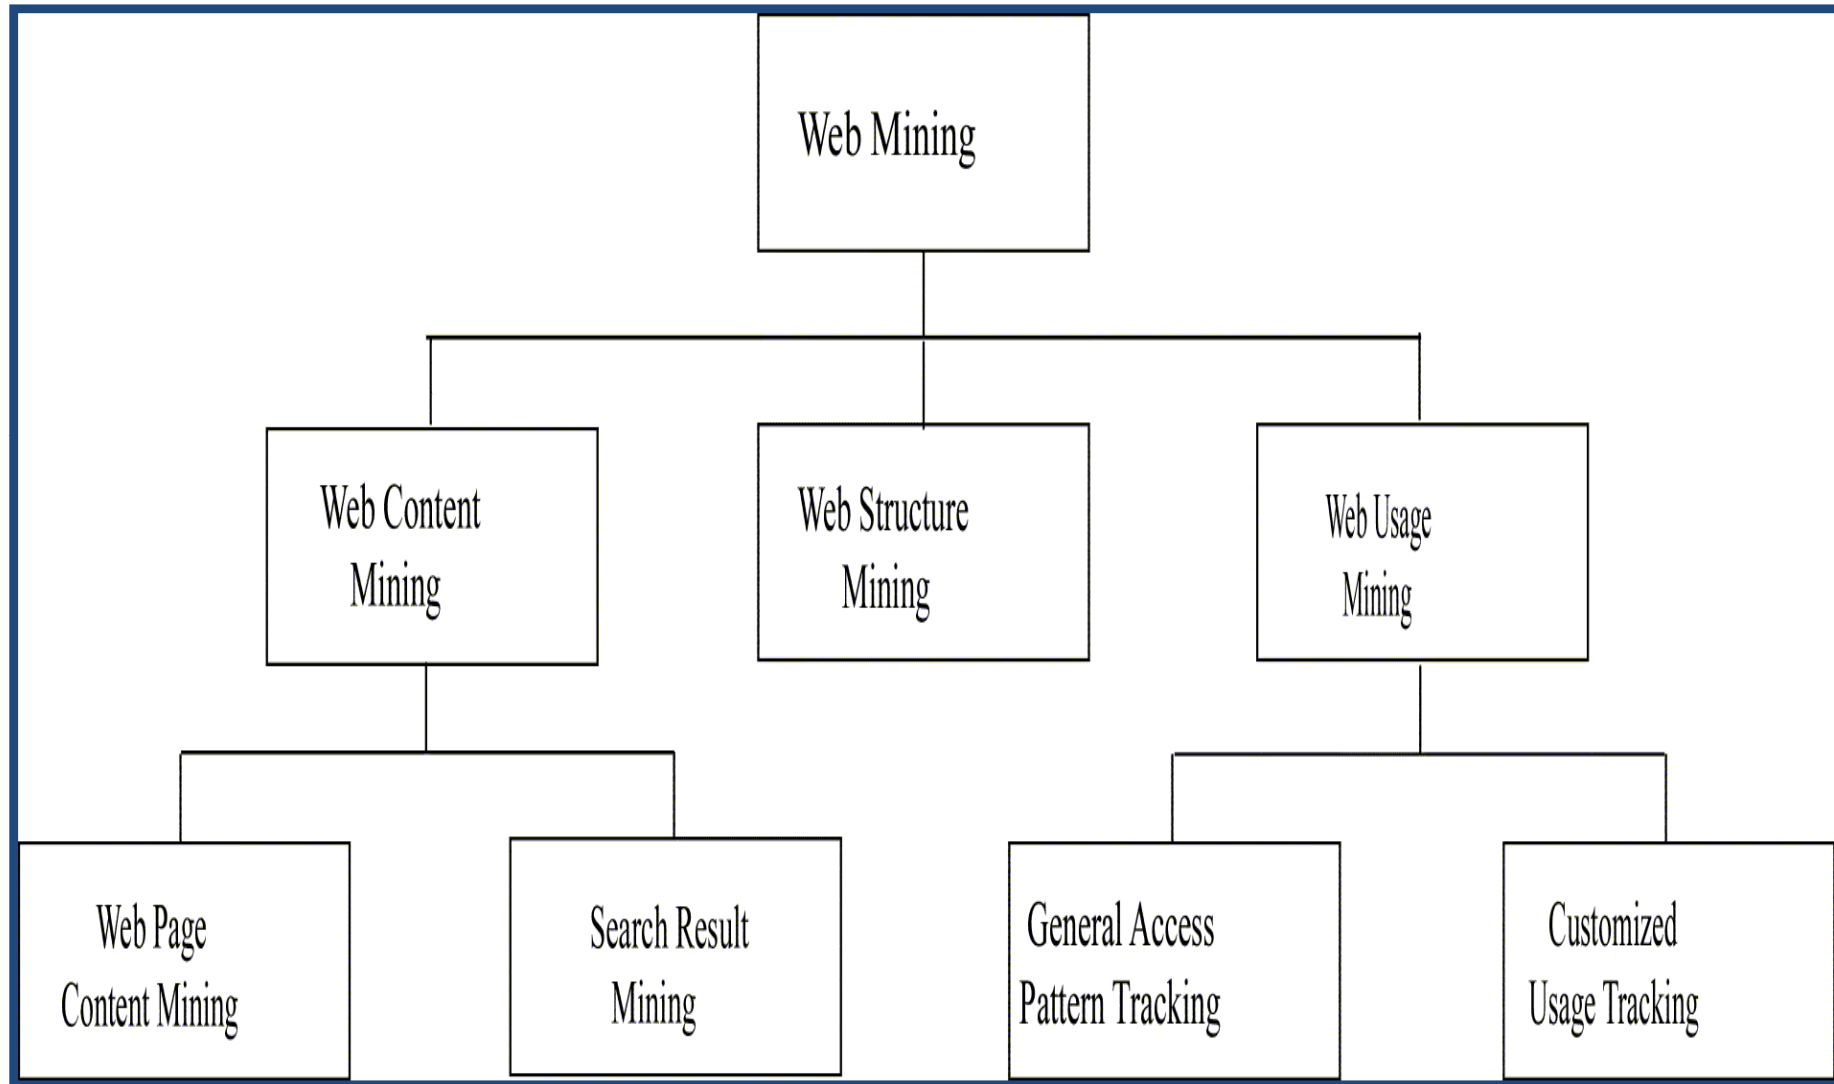 Web Mining
Web Content
Mining
Web Structure
Mining
Web Usage
Mining
Web Page
Content Mining
Search Result
Mining
General Access
Pattern Tracking
Customized
Usage Tracking